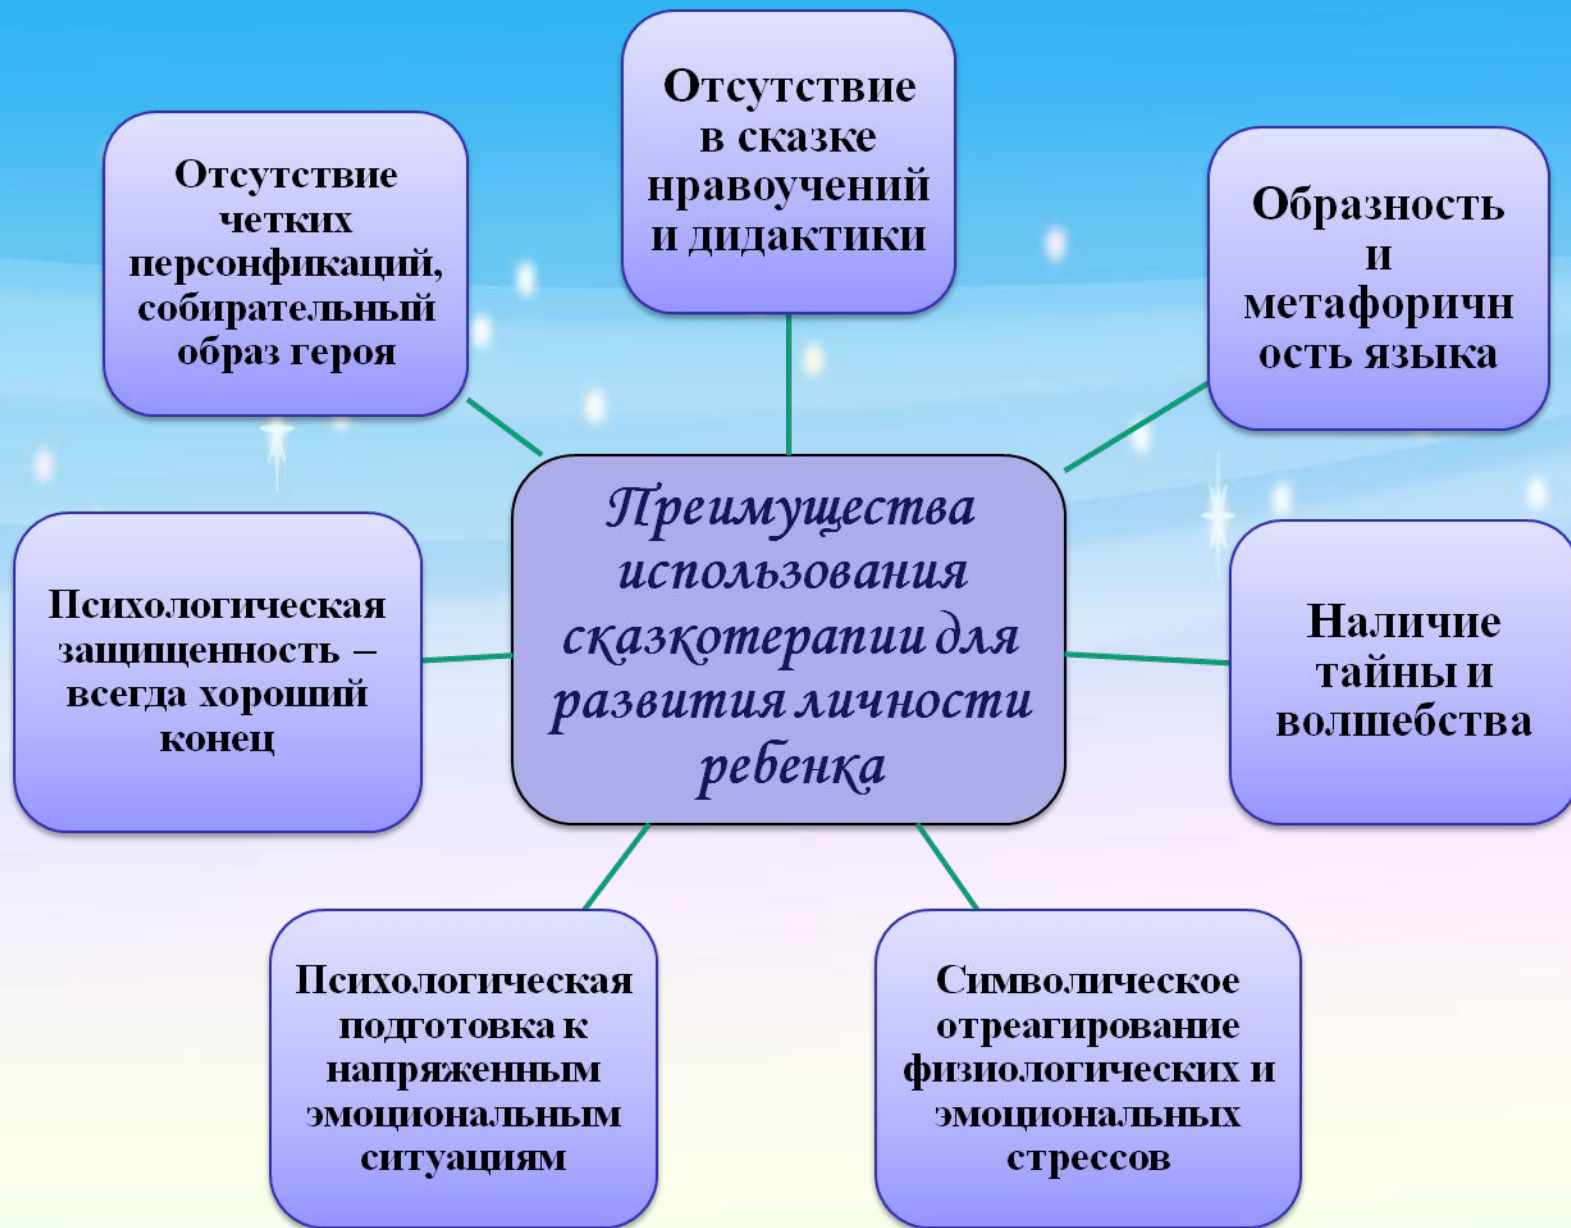 Отсутствие
в сказке
нравоучений
и дидактики
Отсутствие
четких
персонфикаций,
собирательный
образ героя
Образность
и
метафоричн
ость языка
Преимущества
использования
сказкотерапии для
развития личности
ребенка
Психологическая
защищенность –
всегда хороший
конец
Наличие
тайны и
волшебства
Психологическая
подготовка к
напряженным
эмоциональным
ситуациям
Символическое
отреагирование
физиологических и
эмоциональных
стрессов